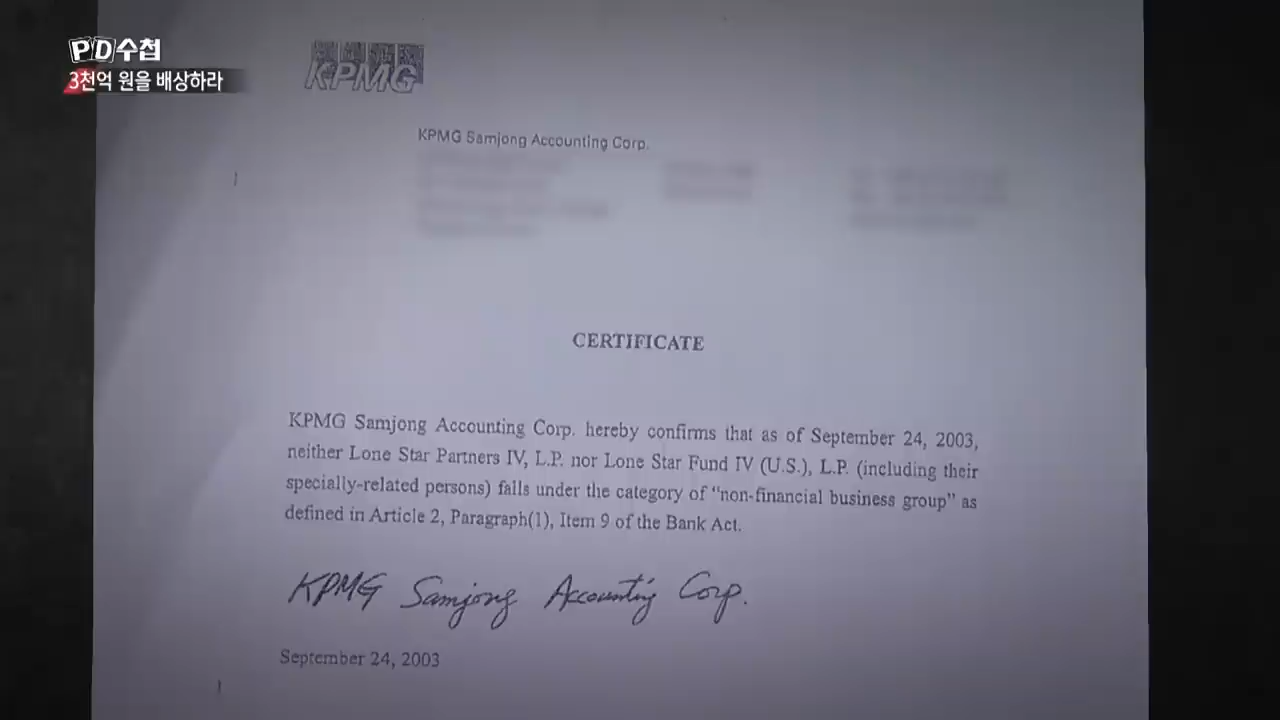 PD수첩
3천억 원을 배상하라
KPMG
KPMG Samjong Accounting Corp.
CERTIFICATE
KPMG Samjong Accounting Corp. hereby confirms that as of September 24, 2003,
neither Lone Star Partners IV, L.P. nor Lone Star Fund IV (U.S.), L.P. (including their
specially-related persons) falls under the category of “non-financial business group” as
defined in Article 2, Paragraph(1), Item 9 of the Bank Act.
KPMG Samjong Accounting Corp.
September 24, 2003